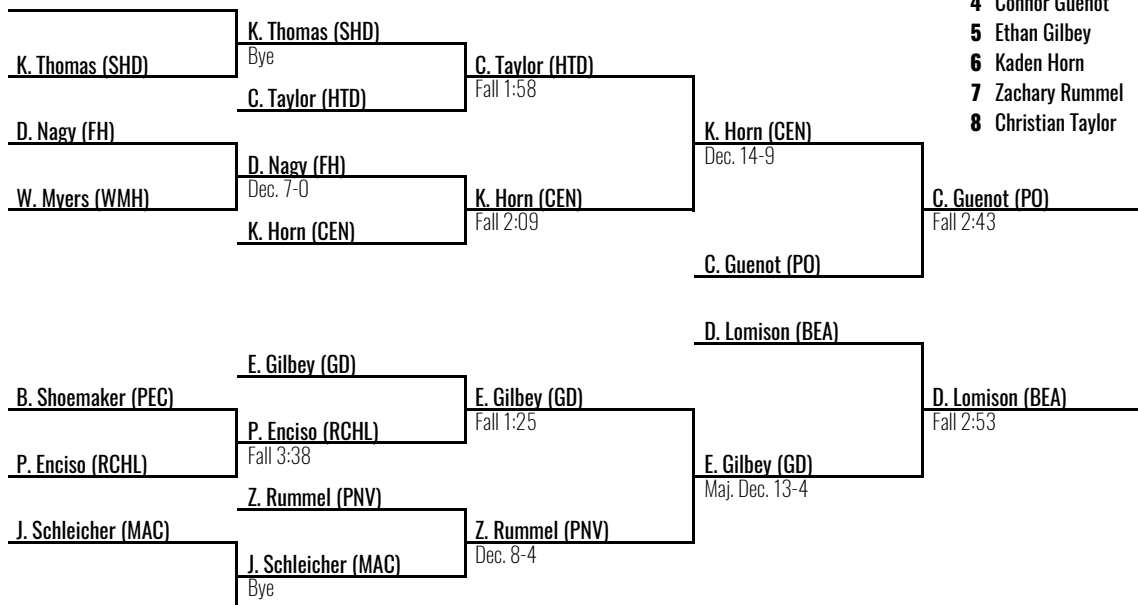 K. Thomas (SHD)
D. Nagy (FH)
W. Myers (WMH)
B. Shoemaker (PEC)
P. Enciso (RCHL)
J. Schleicher (MAC)
K. Thomas (SHD)
Bye
C. Taylor (HTD)
D. Nagy (FH)
Dec. 7-0
K. Horn (CEN)
E. Gilbey (GD)
P. Enciso (RCHL)
Fall 3:38
Z. Rummel (PNV)
J. Schleicher (MAC)
Bye
C. Taylor (HTD)
Fall 1:58
K. Horn (CEN)
Fall 2:09
E. Gilbey (GD)
Fall 1:25
Z. Rummel (PNV)
Dec. 8-4
K. Horn (CEN)
Dec. 14-9
C. Guenot (PO)
D. Lomison (BEA)
E. Gilbey (GD)
Maj. Dec. 13-4
C. Guenot (PO)
Fall 2:43
D. Lomison (BEA)
Fall 2:53
4 Connor Guenot
5 Ethan Gilbey
6 Kaden Horn
7 Zachary Rummel
8 Christian Taylor